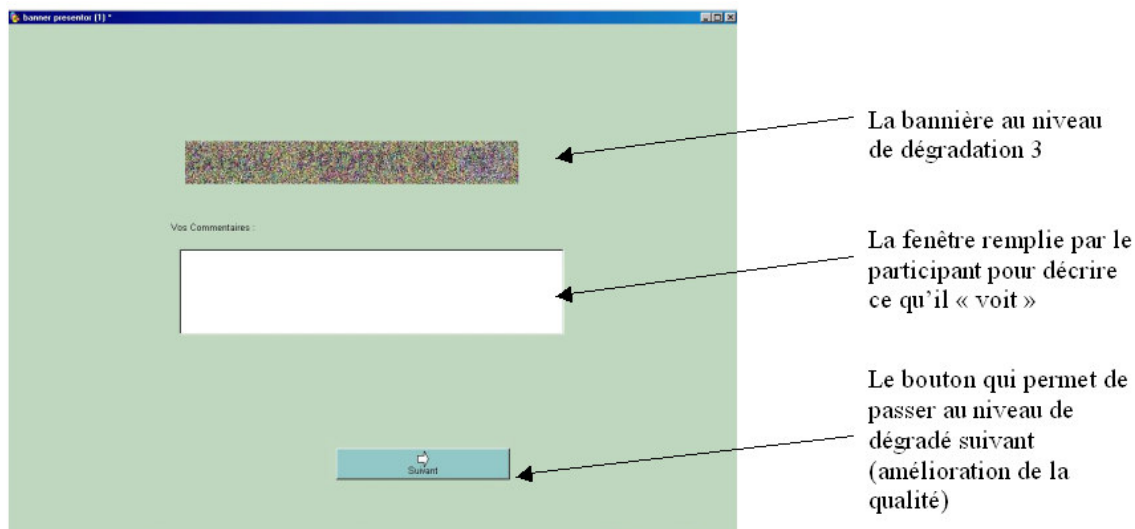 banner presentor (1) *
La bannière au niveau
de dégradation 3
Vos Commentaires :
La fenêtre remplie par le
participant pour décrire
ce qu'il « voit »
Le bouton qui permet de
passer au niveau de
dégradé suivant
(amélioration de la
qualité)
Suivant